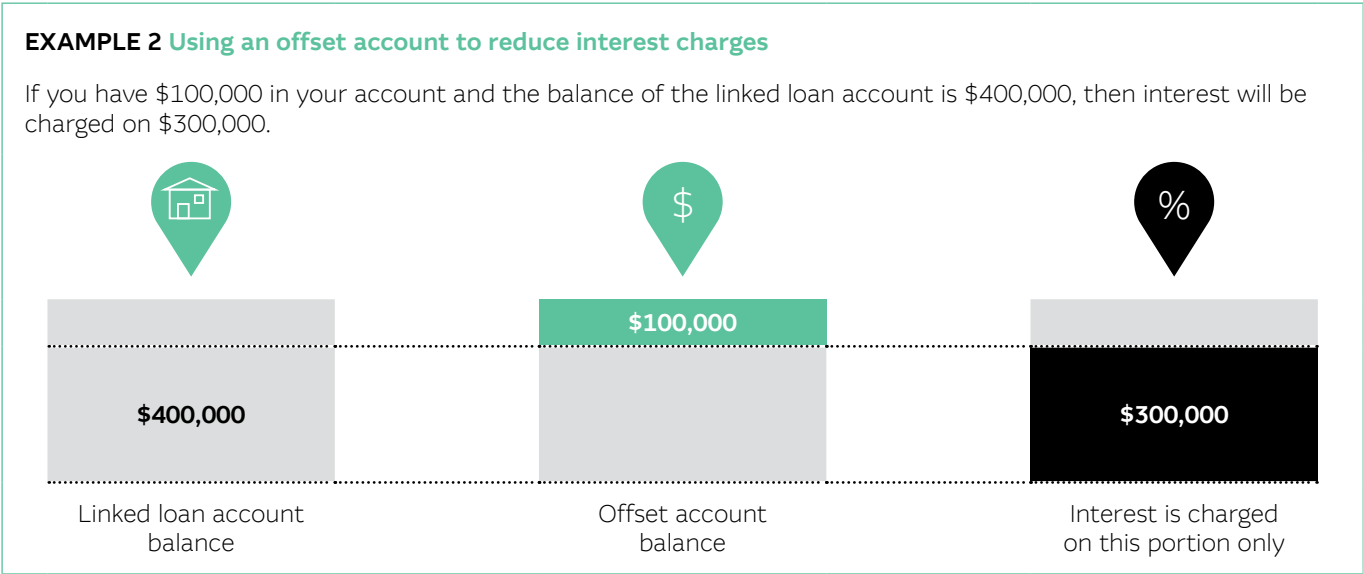 EXAMPLE 2 Using an offset account to reduce interest charges
If you have $100,000 in your account and the balance of the linked loan account is $400,000, then interest will be
charged on $300,000.
$
%
$100,000
$400,000
$300,000
Linked loan account
balance
Offset account
balance
Interest is charged
on this portion only